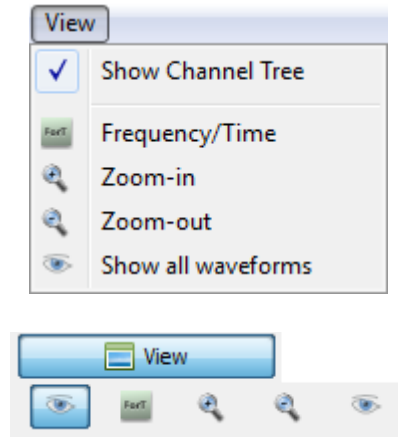 View
Show Channel Tree
ForT Frequency/Time
Zoom-in
Zoom-out
Show all waveforms
View
ForT